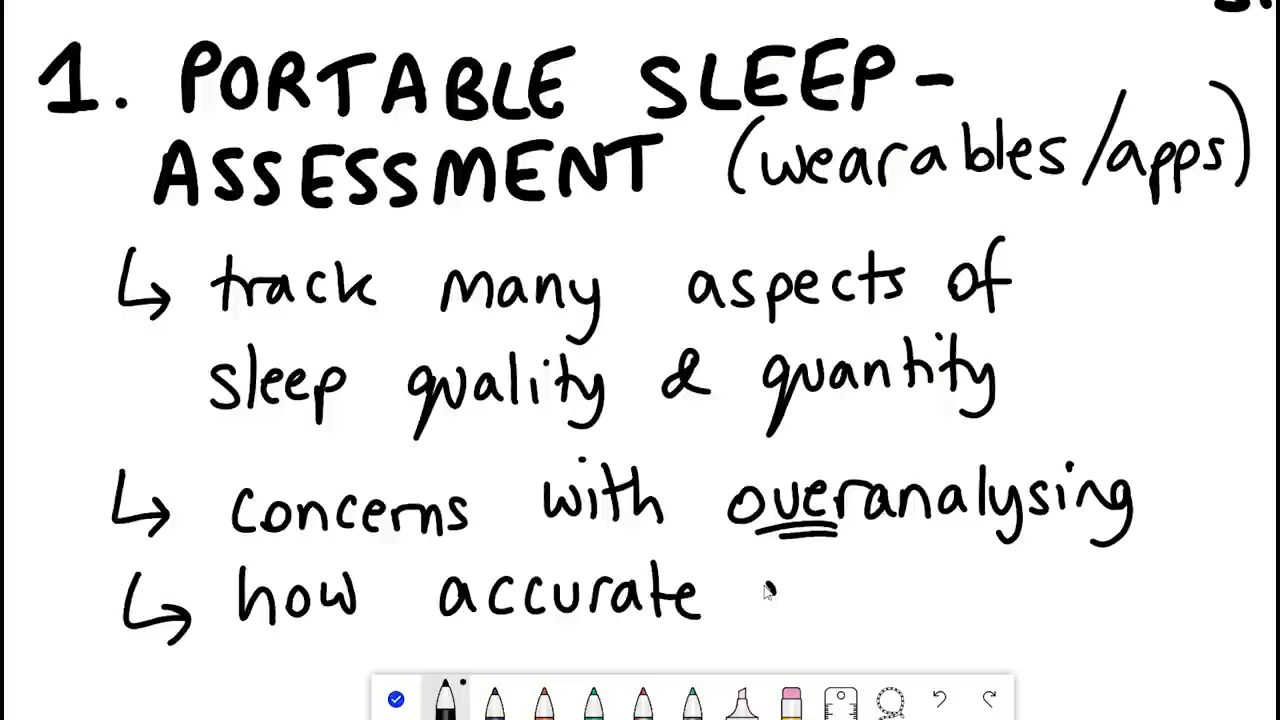 1. PORTABLE SLEEP-
ASSESSMENT (wearables/apps)
↳ track many aspects of
sleep quality & quantity
↳ concerns with overanalysing
↳ how accurate